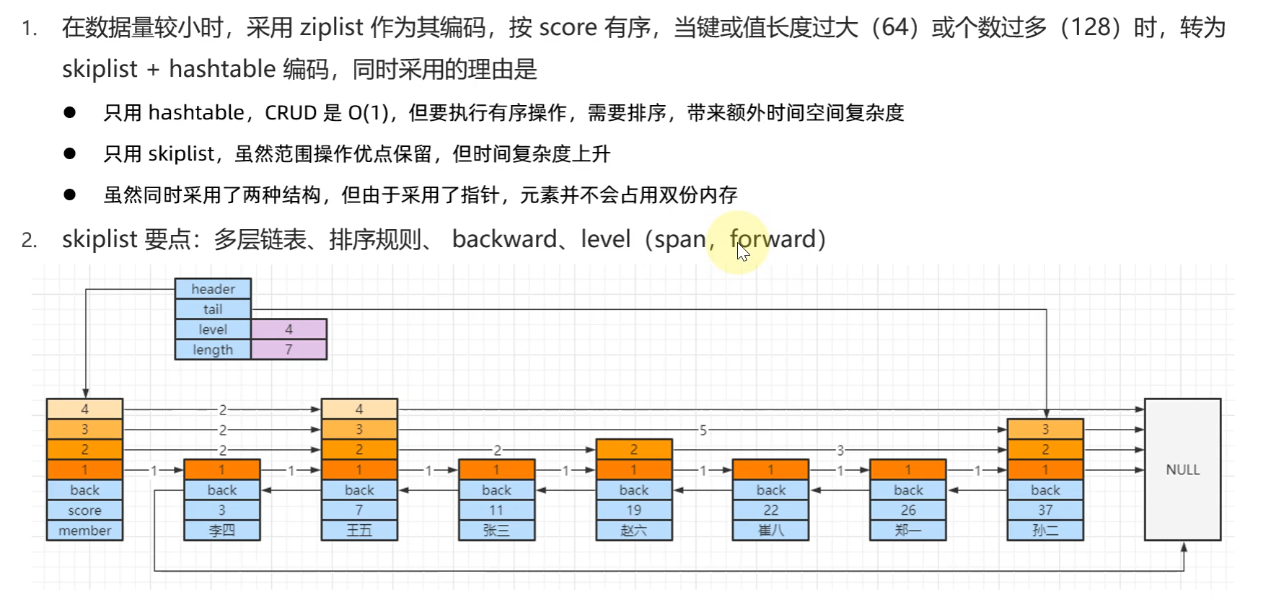 1. 在数据量较小时，采用 ziplist 作为其编码，按 score 有序，当键或值长度过大（64）或个数过多（128）时，转为
skiplist + hashtable 编码，同时采用的理由是
● 只用 hashtable，CRUD 是 O(1)，但要执行有序操作，需要排序，带来额外时间空间复杂度
● 只用 skiplist，虽然范围操作优点保留，但时间复杂度上升
● 虽然同时采用了两种结构，但由于采用了指针，元素并不会占用双份内存
2. skiplist 要点：多层链表、排序规则、 backward、level（span，forward）
header
tail
level 4
length 7
4 2 4
3 2 3 5 3
2 2 2 2 2 3 2
1 1 1 1 1 1 1 1 1 1 1 1 1 1 1 NULL
back back back back back back back back
score 3 7 11 19 22 26 37
member 李四 王五 张三 赵六 崔八 郑一 孙二